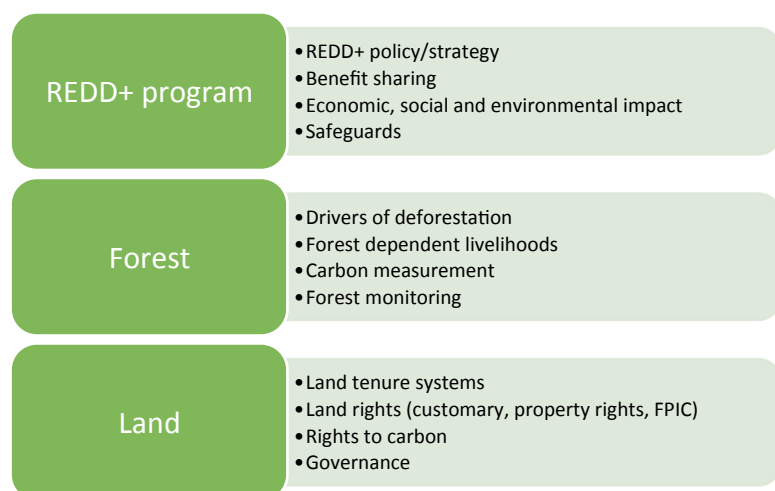 REDD+ program
•REDD+ policy/strategy
•Benefit sharing
•Economic, social and environmental impact
•Safeguards
Forest
•Drivers of deforestation
•Forest dependent livelihoods
•Carbon measurement
•Forest monitoring
Land
•Land tenure systems
•Land rights (customary, property rights, FPIC)
•Rights to carbon
•Governance